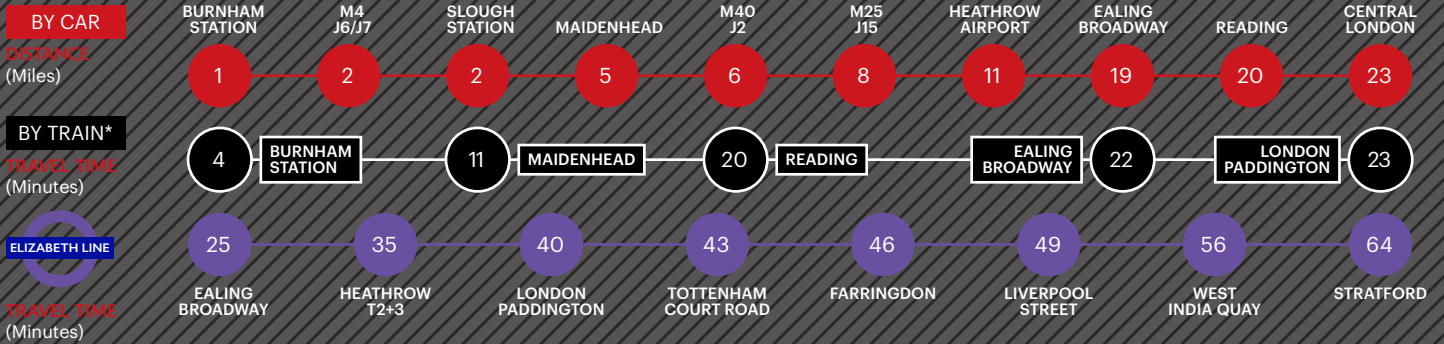 BY CAR
DISTANCE
(Miles)
BURNHAM
STATION
M4
J6/J7
SLOUGH
STATION
MAIDENHEAD
M40
J2
M25
J15
HEATHROW
AIRPORT
EALING
BROADWAY
READING
CENTRAL
LONDON
1
2
2
5
6
8
11
19
20
23
BY TRAIN*
TRAVEL TIME
(Minutes)
4
BURNHAM
STATION
11
MAIDENHEAD
20
READING
EALING
BROADWAY
22
LONDON
PADDINGTON
23
ELIZABETH LINE
TRAVEL TIME
(Minutes)
25
35
40
43
46
49
56
64
EALING
BROADWAY
HEATHROW
T2+3
LONDON
PADDINGTON
TOTTENHAM
COURT ROAD
FARRINGDON
LIVERPOOL
STREET
WEST
INDIA QUAY
STRATFORD